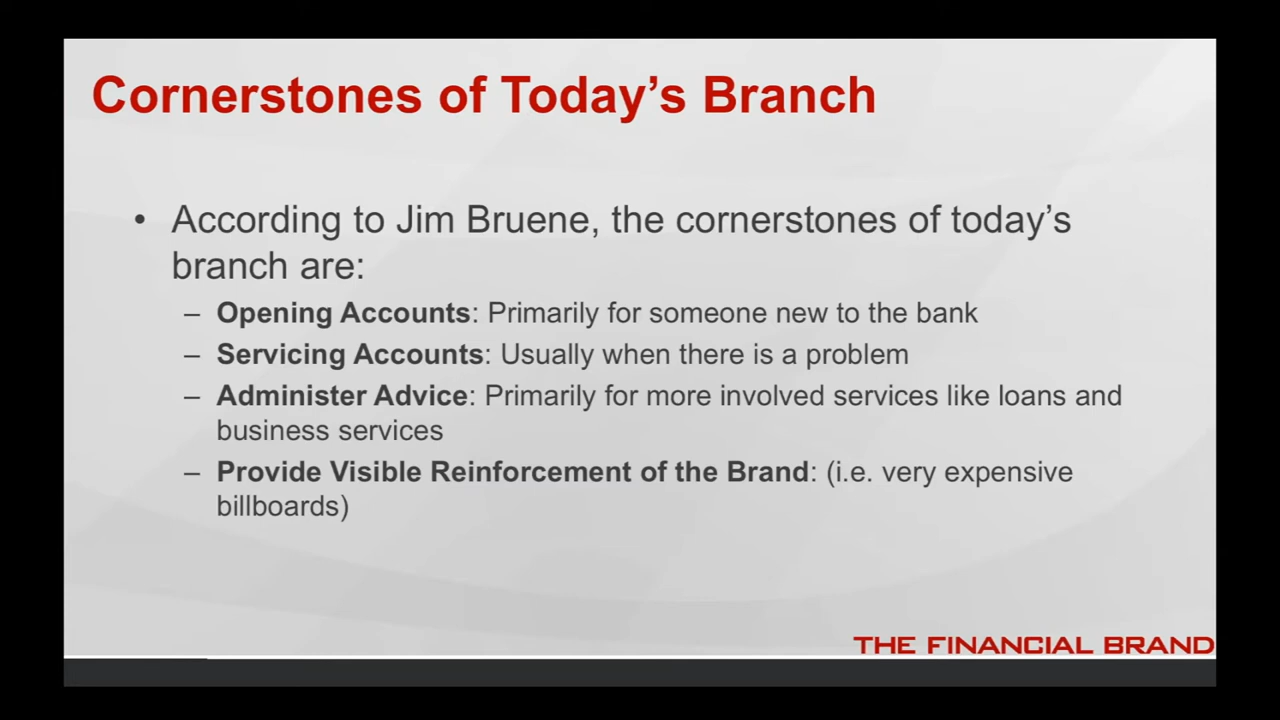 Cornerstones of Today’s Branch
• According to Jim Bruene, the cornerstones of today’s
branch are:
– Opening Accounts: Primarily for someone new to the bank
– Servicing Accounts: Usually when there is a problem
– Administer Advice: Primarily for more involved services like loans and
business services
– Provide Visible Reinforcement of the Brand: (i.e. very expensive
billboards)
THE FINANCIAL BRAND